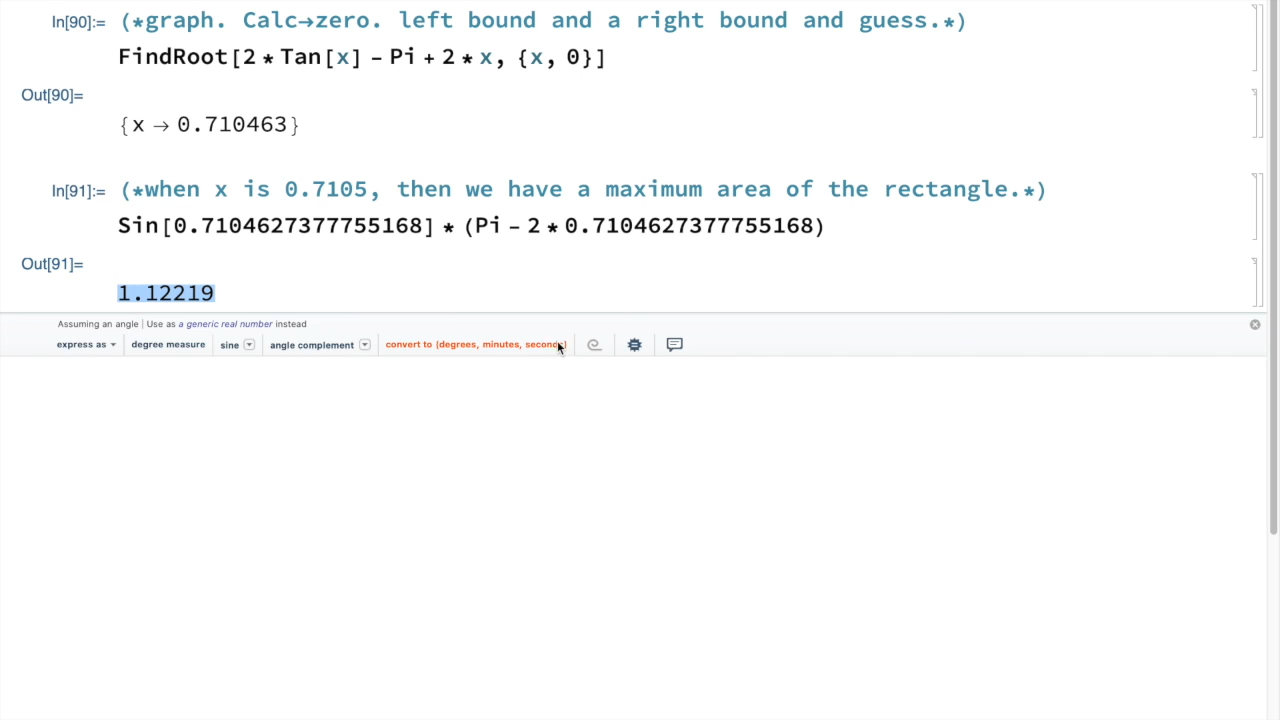 In[90]:= (*graph. Calc→zero. left bound and a right bound and guess.*)
FindRoot[2*Tan[x]-Pi+2*x, {x, 0}]
Out[90]=
{x → 0.710463}
In[91]:= (*when x is 0.7105, then we have a maximum area of the rectangle.*)
Sin[0.7104627377755168]*(Pi-2*0.7104627377755168)
Out[91]=
1.12219
Assuming an angle | Use as a generic real number instead
express as degree measure sine angle complement convert to (degrees, minutes, seconds)